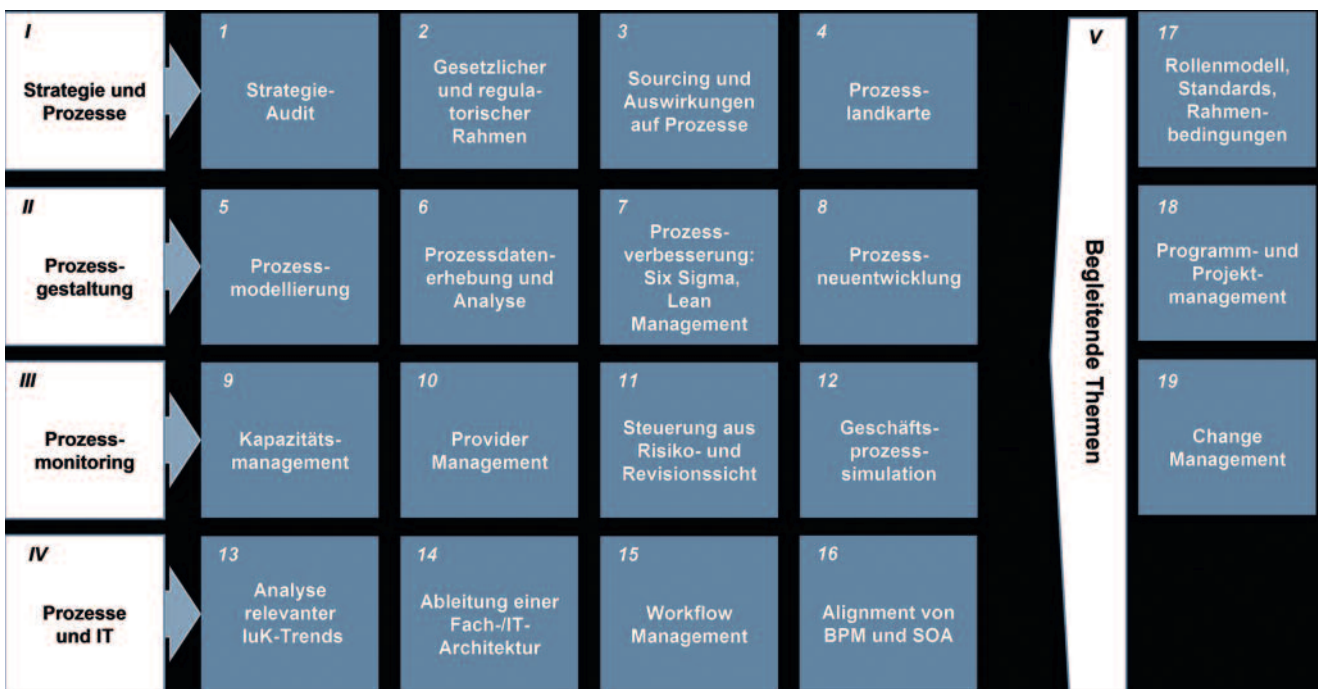 I
Strategie und
Prozesse
1
Strategie-
Audit
2
Gesetzlicher
und regula-
torischer
Rahmen
3
Sourcing und
Auswirkungen
auf Prozesse
4
Prozess-
landkarte
II
Prozess-
gestaltung
5
Prozess-
modellierung
6
Prozessdaten-
erhebung und
Analyse
7
Prozess-
verbesserung:
Six Sigma,
Lean
Management
8
Prozess-
neuentwicklung
III
Prozess-
monitoring
9
Kapazitäts-
management
10
Provider
Management
11
Steuerung aus
Risiko- und
Revisionssicht
12
Geschäfts-
prozess-
simulation
IV
Prozesse
und IT
13
Analyse
relevanter
IuK-Trends
14
Ableitung einer
Fach-/IT-
Architektur
15
Workflow
Management
16
Alignment von
BPM und SOA
V
Begleitende Themen
17
Rollenmodell,
Standards,
Rahmen-
bedingungen
18
Programm- und
Projekt-
management
19
Change
Management